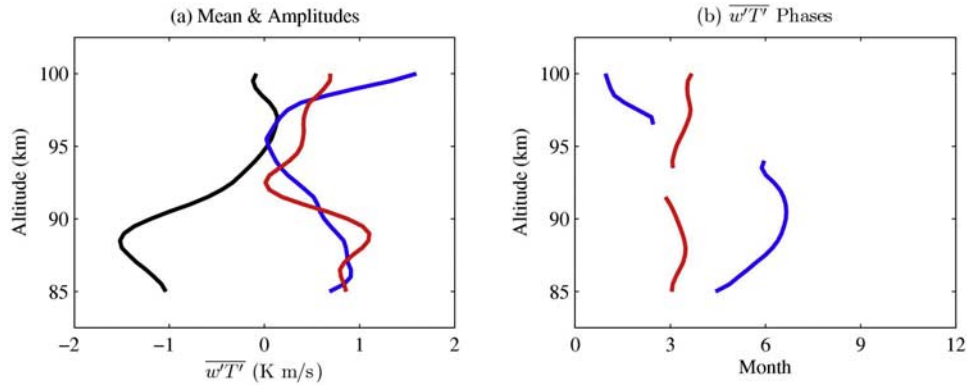 (a) Mean & Amplitudes
100
95
90
85
Altitude (km)
−2 −1 0 1 2
w′T′ (K m/s)
(b) w′T′ Phases
100
95
90
85
Altitude (km)
0 3 6 9 12
Month